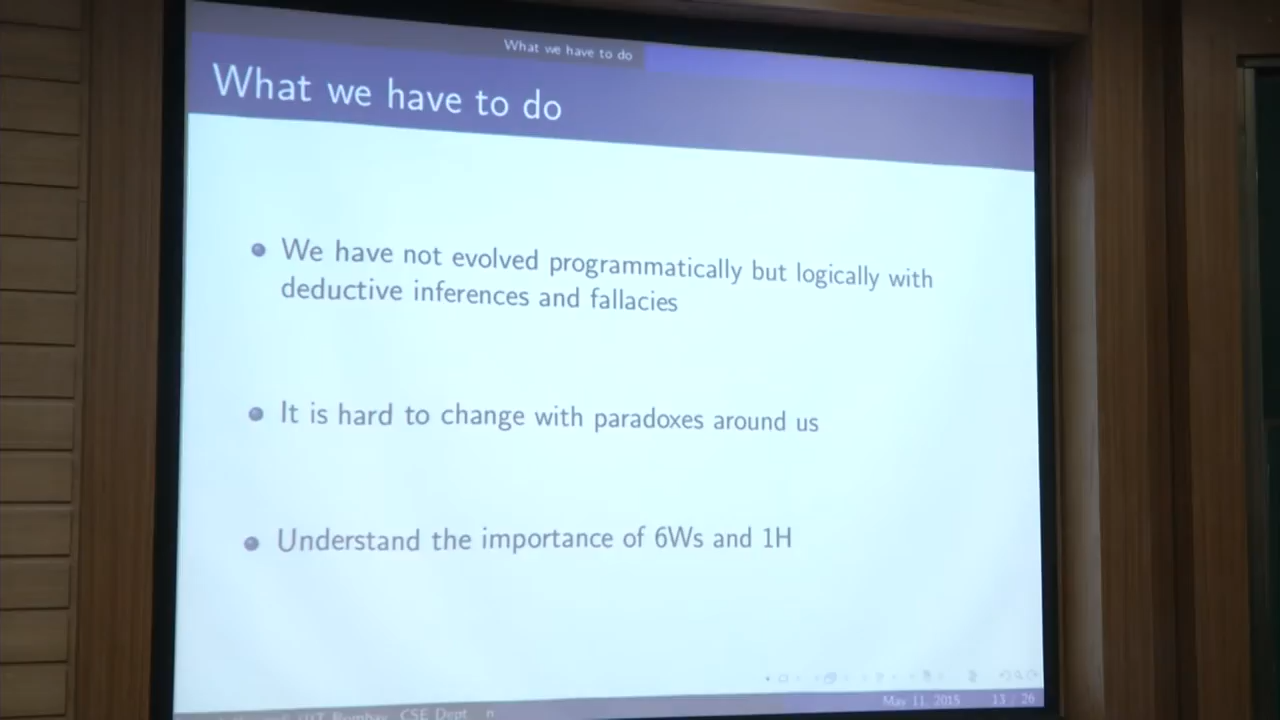 What we have to do
What we have to do
We have not evolved programmatically but logically with
deductive inferences and fallacies
It is hard to change with paradoxes around us
Understand the importance of 6Ws and 1H
May 11, 2015 13 / 26
IIT Bombay CSE Dept